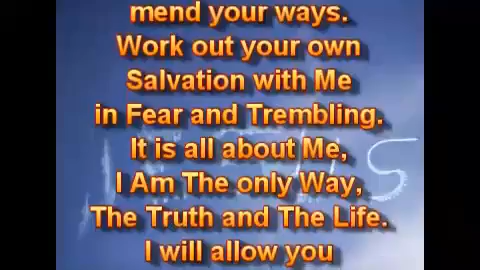 mend your ways.
Work out your own
Salvation with Me
in Fear and Trembling.
It is all about Me,
I Am The only Way,
The Truth and The Life.
I will allow you